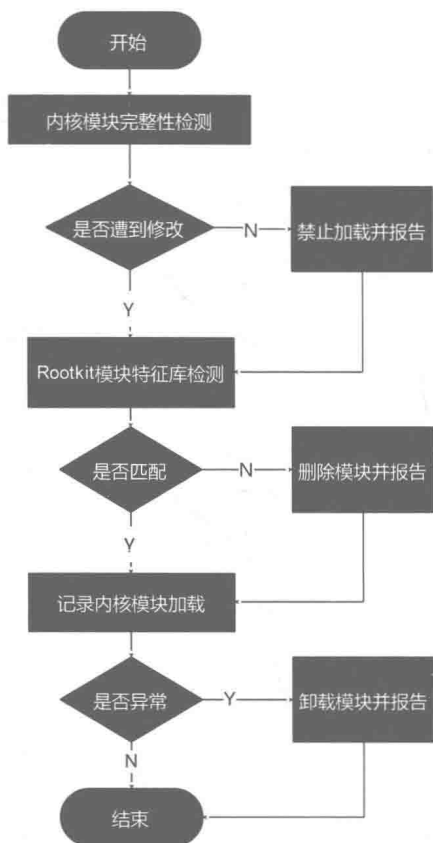 开始
内核模块完整性检测
是否遭到修改
N
禁止加载并报告
Y
Rootkit模块特征库检测
是否匹配
N
删除模块并报告
Y
记录内核模块加载
是否异常
Y
卸载模块并报告
N
结束